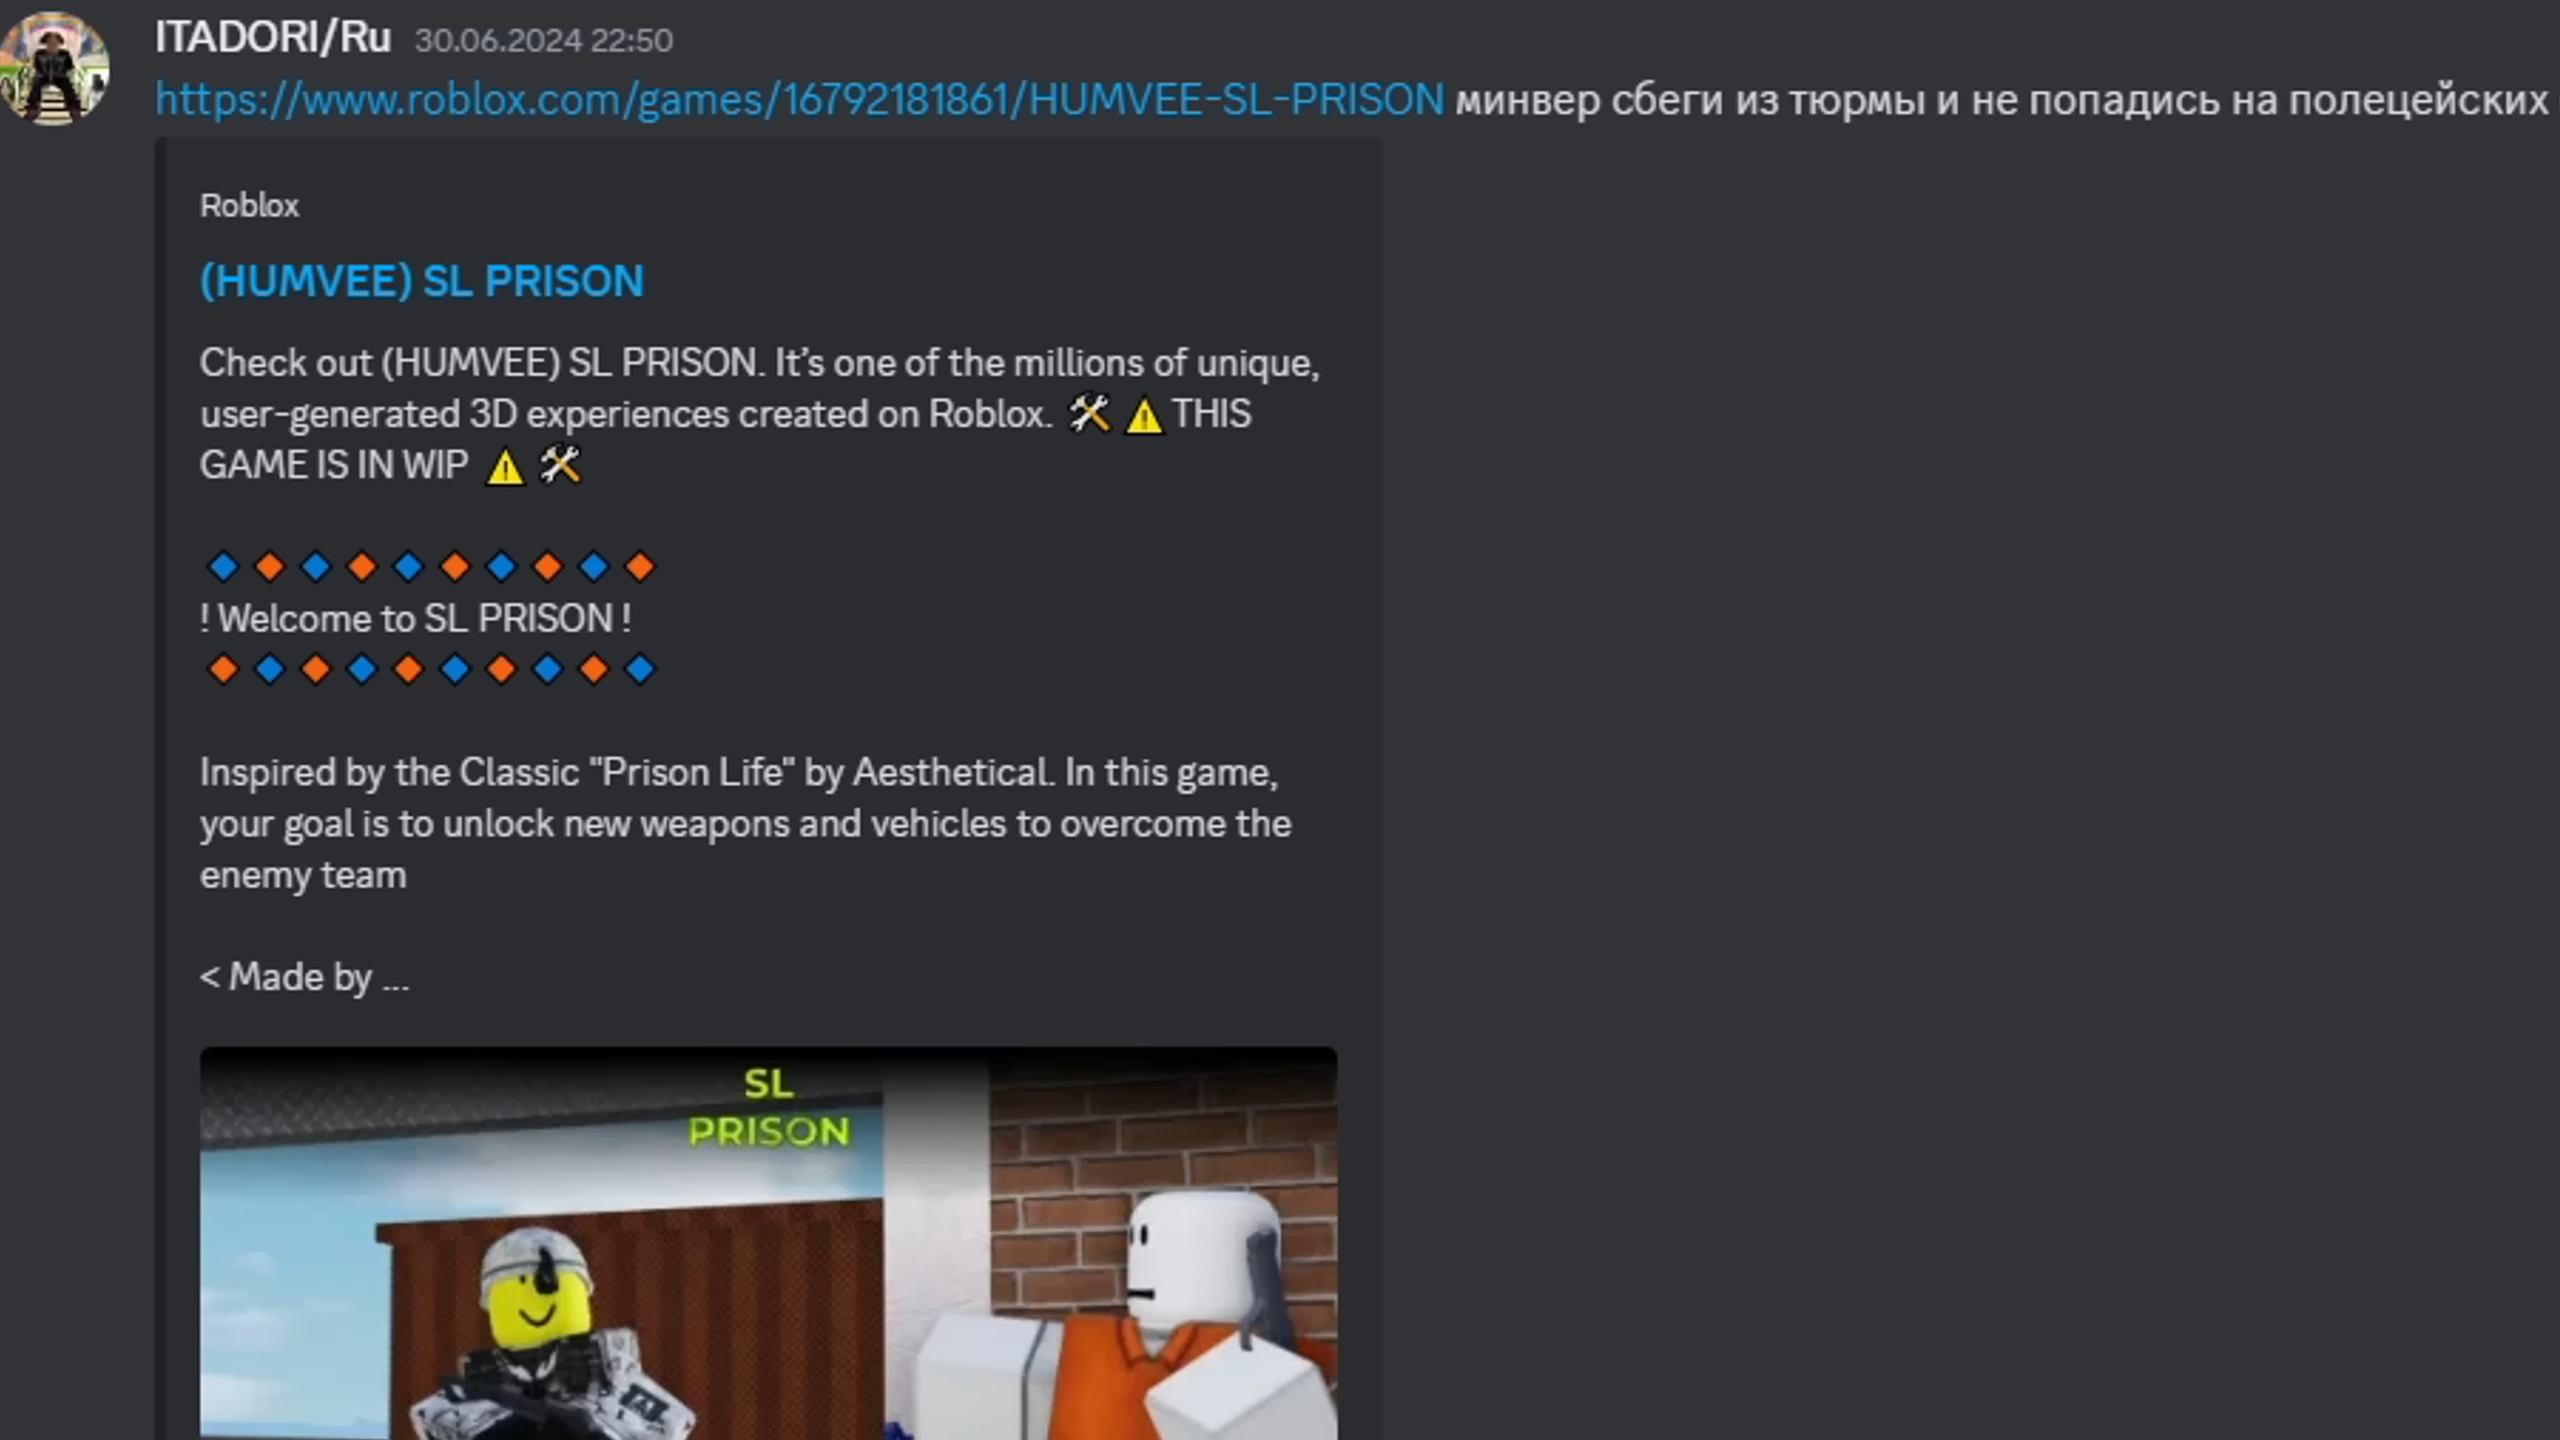 ITADORI/Ru 30.06.2024 22:50
https://www.roblox.com/games/16792181861/HUMVEE-SL-PRISON минвер сбеги из тюрмы и не попадись на полецейских
Roblox
(HUMVEE) SL PRISON
Check out (HUMVEE) SL PRISON. It’s one of the millions of unique,
user-generated 3D experiences created on Roblox. 🛠⚠THIS
GAME IS IN WIP ⚠🛠
🔹🔸🔹🔸🔹🔸🔹🔸🔹🔸
! Welcome to SL PRISON !
🔸🔹🔸🔹🔸🔹🔸🔹🔸🔹
Inspired by the Classic "Prison Life" by Aesthetical. In this game,
your goal is to unlock new weapons and vehicles to overcome the
enemy team
< Made by ...
SL
PRISON